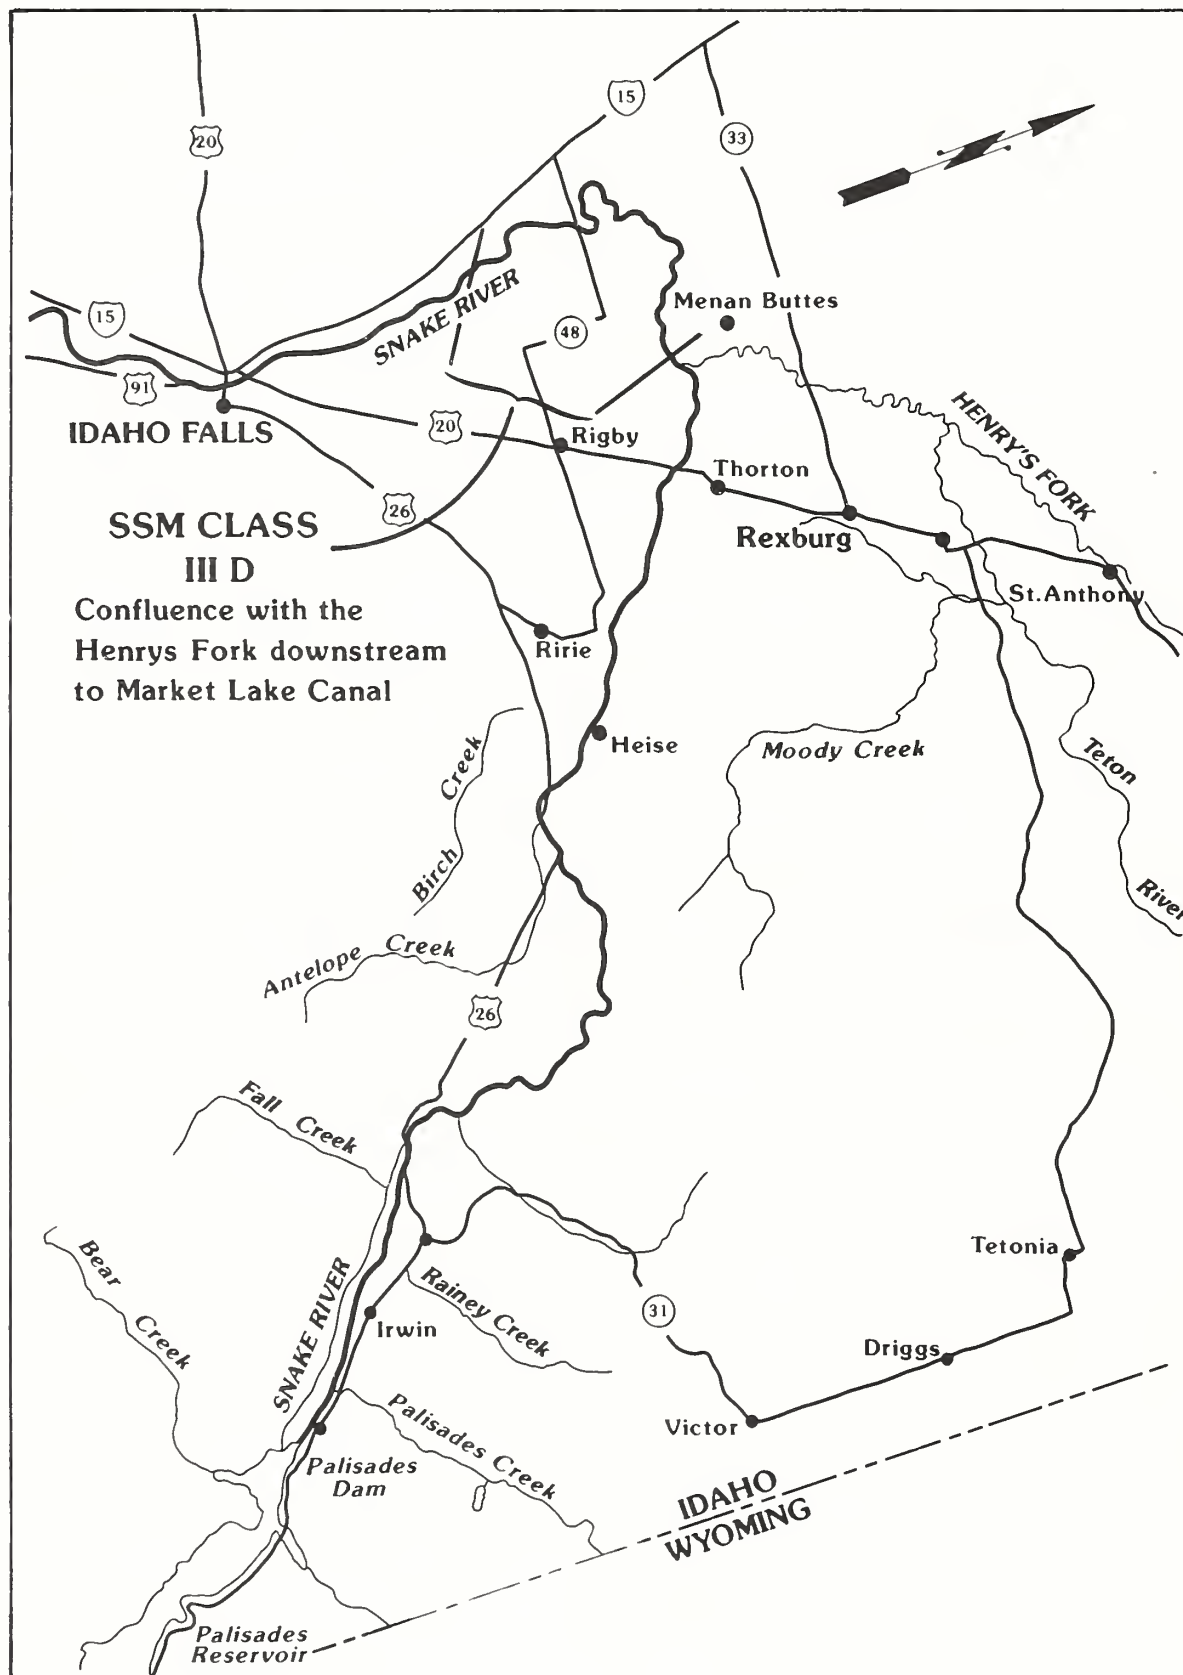 20
15
33
15
SNAKE RIVER
Menan Buttes
48
91
IDAHO FALLS
20
Rigby
HENRY'S FORK
Thorton
26
SSM CLASS
III D
Rexburg
Confluence with the
Henrys Fork downstream
to Market Lake Canal
St.Anthony
Ririe
Heise
Moody Creek
Teton
River
Birch Creek
Antelope Creek
26
Fall Creek
Bear Creek
SNAKE RIVER
Rainey Creek
Irwin
31
Tetonia
Driggs
Victor
Palisades Creek
Palisades
Dam
IDAHO
WYOMING
Palisades
Reservoir